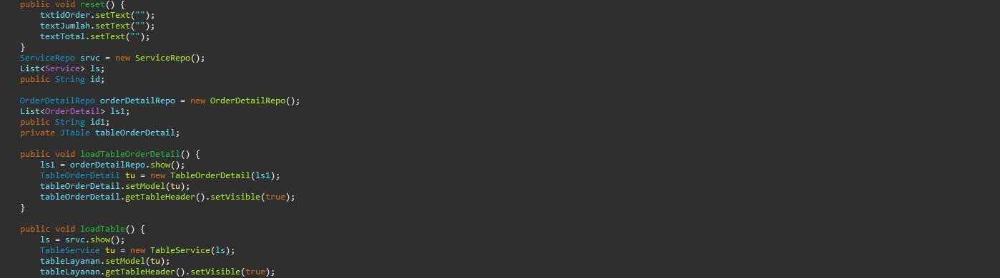 public void reset() {
txtidOrder.setText("");
textJumlah.setText("");
textTotal.setText("");
}
ServiceRepo srvc = new ServiceRepo();
List<Service> ls;
public String id;
OrderDetailRepo orderDetailRepo = new OrderDetailRepo();
List<OrderDetail> ls1;
public String id1;
private JTable tableOrderDetail;
public void loadTableOrderDetail() {
ls1 = orderDetailRepo.show();
TableOrderDetail tu = new TableOrderDetail(ls1);
tableOrderDetail.setModel(tu);
tableOrderDetail.getTableHeader().setVisible(true);
}
public void loadTable() {
ls = srvc.show();
TableService tu = new TableService(ls);
tableLayanan.setModel(tu);
tableLayanan.getTableHeader().setVisible(true);